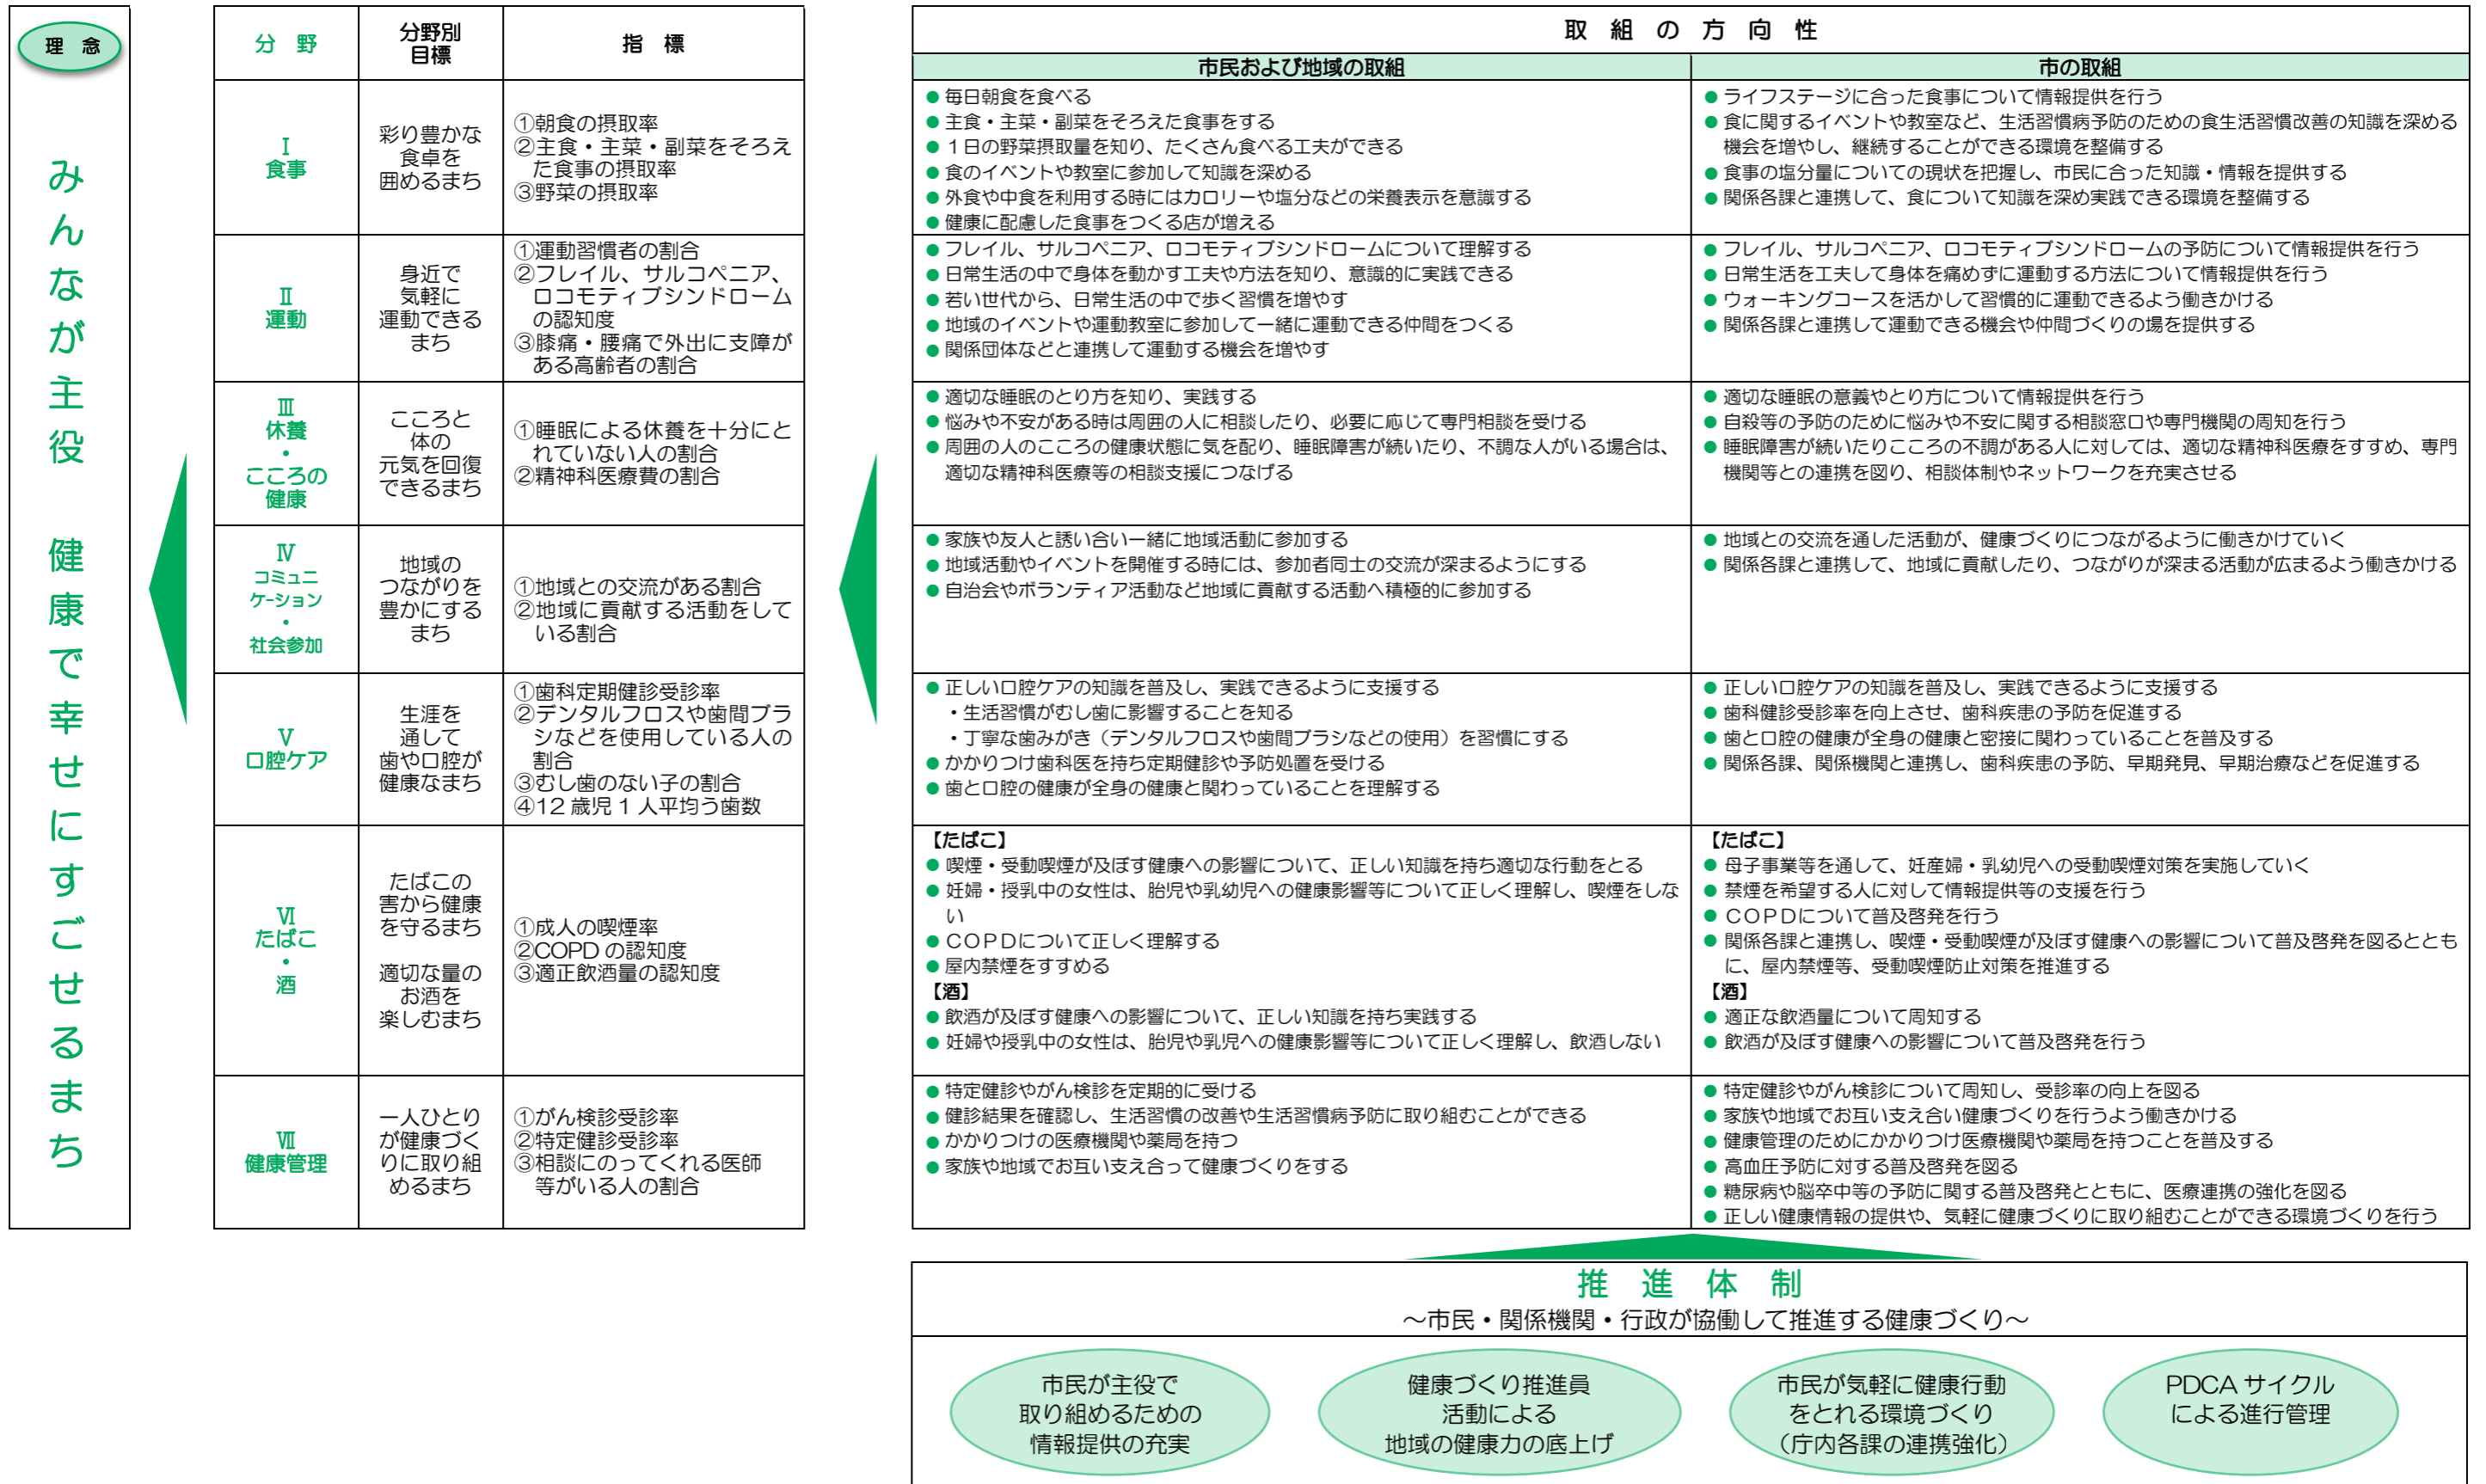 理 念
みんなが主役 健康で幸せにすごせるまち
分 野
分野別
目標
指 標
Ⅰ
食事
彩り豊かな
食卓を
囲めるまち
①朝食の摂取率
②主食・主菜・副菜をそろえ
た食事の摂取率
③野菜の摂取率
Ⅱ
運動
身近で
気軽に
運動できる
まち
①運動習慣者の割合
②フレイル、サルコペニア、
ロコモティブシンドローム
の認知度
③膝痛・腰痛で外出に支障が
ある高齢者の割合
Ⅲ
休養
・
こころの
健康
こころと
体の
元気を回復
できるまち
①睡眠による休養を十分にと
れていない人の割合
②精神科医療費の割合
Ⅳ
コミュニ
ケーション
・
社会参加
地域の
つながりを
豊かにする
まち
①地域との交流がある割合
②地域に貢献する活動をして
いる割合
Ⅴ
口腔ケア
生涯を
通して
歯や口腔が
健康なまち
①歯科定期健診受診率
②デンタルフロスや歯間ブラ
シなどを使用している人の
割合
③むし歯のない子の割合
④12 歳児 1 人平均う歯数
Ⅵ
たばこ
・
酒
たばこの
害から健康
を守るまち
適切な量の
お酒を
楽しむまち
①成人の喫煙率
②COPD の認知度
③適正飲酒量の認知度
Ⅶ
健康管理
一人ひとり
が健康づく
りに取り組
めるまち
①がん検診受診率
②特定健診受診率
③相談にのってくれる医師
等がいる人の割合
取 組 の 方 向 性
市民および地域の取組
市の取組
● 毎日朝食を食べる
● 主食・主菜・副菜をそろえた食事をする
● 1日の野菜摂取量を知り、たくさん食べる工夫ができる
● 食のイベントや教室に参加して知識を深める
● 外食や中食を利用する時にはカロリーや塩分などの栄養表示を意識する
● 健康に配慮した食事をつくる店が増える
● ライフステージに合った食事について情報提供を行う
● 食に関するイベントや教室など、生活習慣病予防のための食生活習慣改善の知識を深める
機会を増やし、継続することができる環境を整備する
● 食事の塩分量についての現状を把握し、市民に合った知識・情報を提供する
● 関係各課と連携して、食について知識を深め実践できる環境を整備する
● フレイル、サルコペニア、ロコモティブシンドロームについて理解する
● 日常生活の中で身体を動かす工夫や方法を知り、意識的に実践できる
● 若い世代から、日常生活の中で歩く習慣を増やす
● 地域のイベントや運動教室に参加して一緒に運動できる仲間をつくる
● 関係団体などと連携して運動する機会を増やす
● フレイル、サルコペニア、ロコモティブシンドロームの予防について情報提供を行う
● 日常生活を工夫して身体を痛めずに運動する方法について情報提供を行う
● ウォーキングコースを活かして習慣的に運動できるよう働きかける
● 関係各課と連携して運動できる機会や仲間づくりの場を提供する
● 適切な睡眠のとり方を知り、実践する
● 悩みや不安がある時は周囲の人に相談したり、必要に応じて専門相談を受ける
● 周囲の人のこころの健康状態に気を配り、睡眠障害が続いたり、不調な人がいる場合は、
適切な精神科医療等の相談支援につなげる
● 適切な睡眠の意義やとり方について情報提供を行う
● 自殺等の予防のために悩みや不安に関する相談窓口や専門機関の周知を行う
● 睡眠障害が続いたりこころの不調がある人に対しては、適切な精神科医療をすすめ、専門
機関等との連携を図り、相談体制やネットワークを充実させる
● 家族や友人と誘い合い一緒に地域活動に参加する
● 地域活動やイベントを開催する時には、参加者同士の交流が深まるようにする
● 自治会やボランティア活動など地域に貢献する活動へ積極的に参加する
● 地域との交流を通した活動が、健康づくりにつながるように働きかけていく
● 関係各課と連携して、地域に貢献したり、つながりが深まる活動が広まるよう働きかける
● 正しい口腔ケアの知識を普及し、実践できるように支援する
・生活習慣がむし歯に影響することを知る
・丁寧な歯みがき（デンタルフロスや歯間ブラシなどの使用）を習慣にする
● かかりつけ歯科医を持ち定期健診や予防処置を受ける
● 歯と口腔の健康が全身の健康と関わっていることを理解する
● 正しい口腔ケアの知識を普及し、実践できるように支援する
● 歯科健診受診率を向上させ、歯科疾患の予防を促進する
● 歯と口腔の健康が全身の健康と密接に関わっていることを普及する
● 関係各課、関係機関と連携し、歯科疾患の予防、早期発見、早期治療などを促進する
【たばこ】
● 喫煙・受動喫煙が及ぼす健康への影響について、正しい知識を持ち適切な行動をとる
● 妊婦・授乳中の女性は、胎児や乳幼児への健康影響等について正しく理解し、喫煙をしな
い
● COPDについて正しく理解する
● 屋内禁煙をすすめる
【酒】
● 飲酒が及ぼす健康への影響について、正しい知識を持ち実践する
● 妊婦や授乳中の女性は、胎児や乳児への健康影響等について正しく理解し、飲酒しない
【たばこ】
● 母子事業等を通して、妊産婦・乳幼児への受動喫煙対策を実施していく
● 禁煙を希望する人に対して情報提供等の支援を行う
● COPDについて普及啓発を行う
● 関係各課と連携し、喫煙・受動喫煙が及ぼす健康への影響について普及啓発を図るととも
に、屋内禁煙等、受動喫煙防止対策を推進する
【酒】
● 適正な飲酒量について周知する
● 飲酒が及ぼす健康への影響について普及啓発を行う
● 特定健診やがん検診を定期的に受ける
● 健診結果を確認し、生活習慣の改善や生活習慣病予防に取り組むことができる
● かかりつけの医療機関や薬局を持つ
● 家族や地域でお互い支え合って健康づくりをする
● 特定健診やがん検診について周知し、受診率の向上を図る
● 家族や地域でお互い支え合い健康づくりを行うよう働きかける
● 健康管理のためにかかりつけ医療機関や薬局を持つことを普及する
● 高血圧予防に対する普及啓発を図る
● 糖尿病や脳卒中等の予防に関する普及啓発とともに、医療連携の強化を図る
● 正しい健康情報の提供や、気軽に健康づくりに取り組むことができる環境づくりを行う
推 進 体 制
～市民・関係機関・行政が協働して推進する健康づくり～
市民が主役で
取り組めるための
情報提供の充実
健康づくり推進員
活動による
地域の健康力の底上げ
市民が気軽に健康行動
をとれる環境づくり
（庁内各課の連携強化）
PDCA サイクル
による進行管理